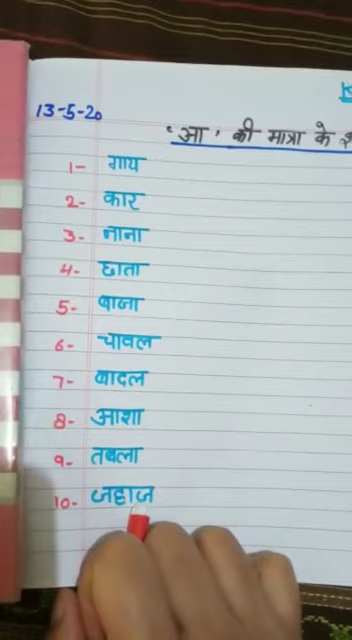 13-5-20
'आ' की मात्रा के
1- गाय
2- कार
3- नाना
4- छाता
5- बाजा
6- चावल
7- बादल
8- आशा
9- तबला
10- जहाज